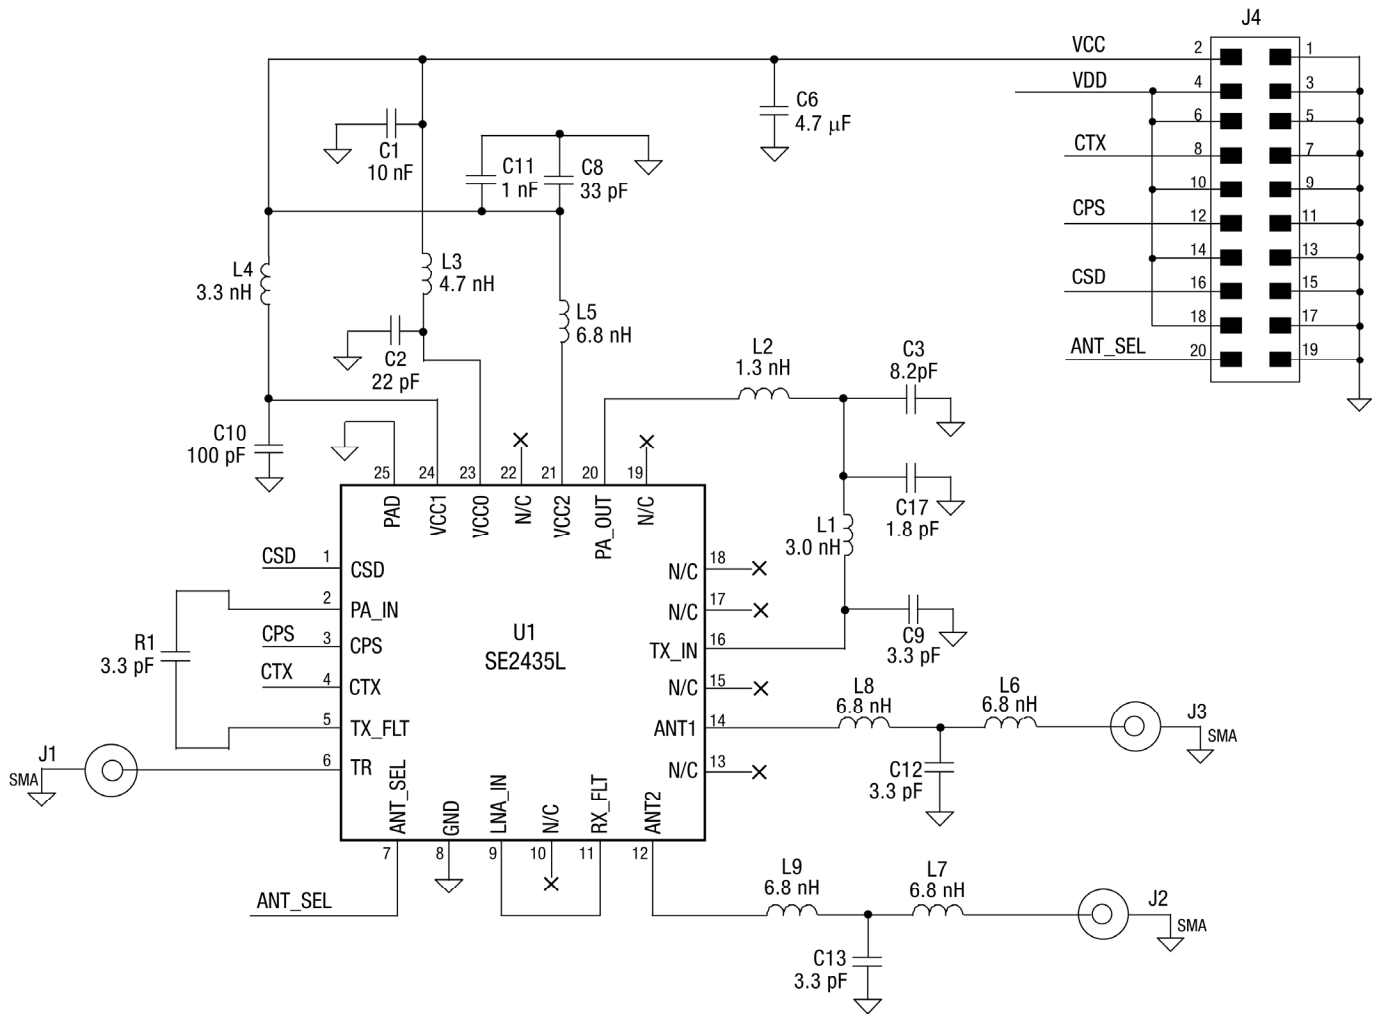 J4
VCC 2 1
VDD 4 3
6 5
CTX 8 7
10 9
CPS 12 11
14 13
CSD 16 15
18 17
ANT_SEL 20 19
C6
4.7 µF
C1
10 nF
C11
1 nF
C8
33 pF
L4
3.3 nH
L3
4.7 nH
L5
6.8 nH
C2
22 pF
L2
1.3 nH
C3
8.2pF
C10
100 pF
C17
1.8 pF
L1
3.0 nH
C9
3.3 pF
25 24 23 22 21 20 19
PAD VCC1 VCC0 N/C VCC2 PA_OUT N/C
U1
SE2435L
CSD 1 CSD
2 PA_IN
CPS 3 CPS
CTX 4 CTX
5 TX_FLT
6 TR
R1
3.3 pF
J1
SMA
N/C 18
N/C 17
TX_IN 16
N/C 15
ANT1 14
N/C 13
L8
6.8 nH
L6
6.8 nH
J3
SMA
C12
3.3 pF
ANT_SEL GND LNA_IN N/C RX_FLT ANT2
7 8 9 10 11 12
ANT_SEL
L9
6.8 nH
L7
6.8 nH
J2
SMA
C13
3.3 pF